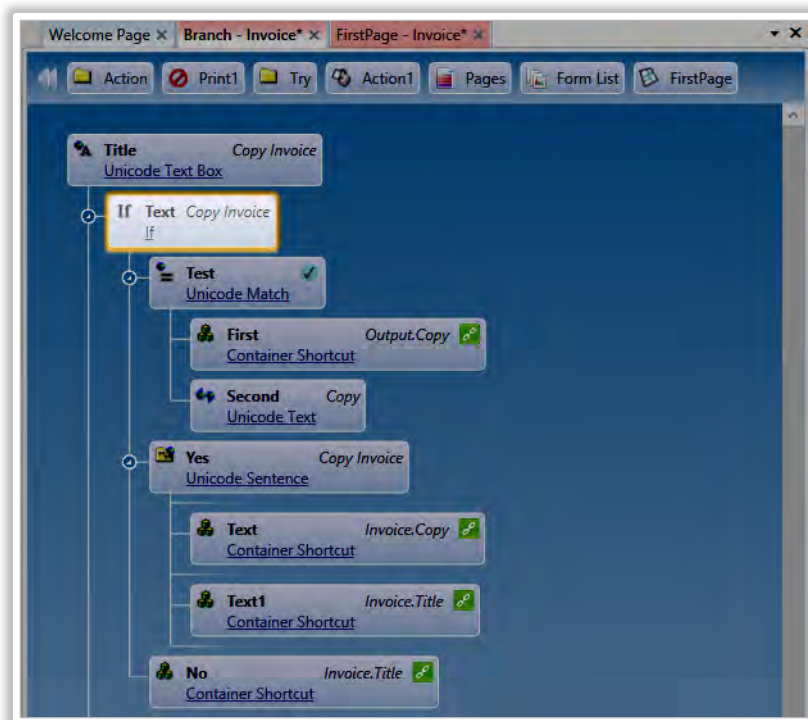 Welcome Page × Branch - Invoice* × FirstPage - Invoice* ×
Action Print1 Try Action1 Pages Form List FirstPage
Title Copy Invoice
Unicode Text Box
If Text Copy Invoice
If
Test
Unicode Match
First Output.Copy
Container Shortcut
Second Copy
Unicode Text
Yes Copy Invoice
Unicode Sentence
Text Invoice.Copy
Container Shortcut
Text1 Invoice.Title
Container Shortcut
No Invoice.Title
Container Shortcut